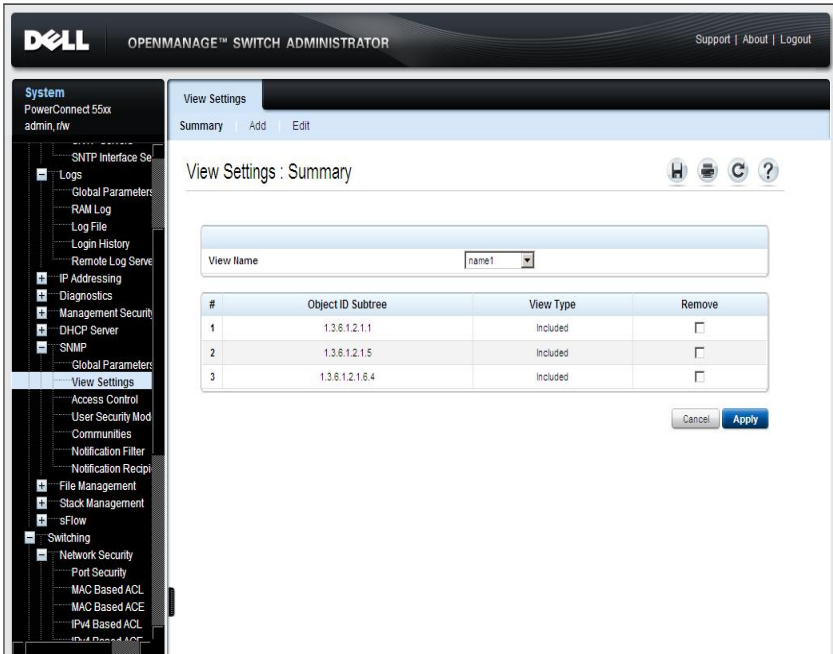 DELL OPENMANAGE™ SWITCH ADMINISTRATOR Support | About | Logout
System
PowerConnect 55xx
admin, r/w
SNTP Interface Se
Logs
Global Parameters
RAM Log
Log File
Login History
Remote Log Serve
IP Addressing
Diagnostics
Management Securit
DHCP Server
SNMP
Global Parameters
View Settings
Access Control
User Security Mod
Communities
Notification Filter
Notification Recipi
File Management
Stack Management
sFlow
Switching
Network Security
Port Security
MAC Based ACL
MAC Based ACE
IPv4 Based ACL
IPv4 Based ACE
View Settings
Summary Add Edit
View Settings : Summary
View Name name1
# Object ID Subtree View Type Remove
1 1.3.6.1.2.1.1 Included
2 1.3.6.1.2.1.5 Included
3 1.3.6.1.2.1.6.4 Included
Cancel Apply